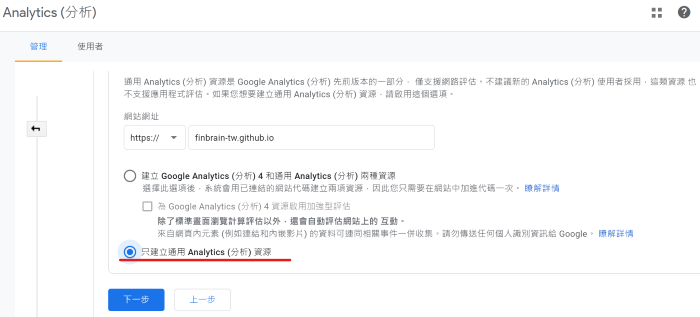 Analytics (分析)
管理 使用者
通用 Analytics (分析) 資源是 Google Analytics (分析) 先前版本的一部分，僅支援網路評估。不建議新的 Analytics (分析) 使用者採用，這類資源 也
不支援應用程式評估。如果您想要建立通用 Analytics (分析) 資源，請啟用這個選項。
網站網址
https:// finbrain-tw.github.io
建立 Google Analytics (分析) 4 和通用 Analytics (分析) 兩種資源
選擇此選項後，系統會用已連結的網站代碼建立兩項資源，因此您只需要在網站中加進代碼一次。 瞭解詳情
為 Google Analytics (分析) 4 資源啟用加強型評估
除了標準畫面瀏覽計算評估以外，還會自動評估網站上的 互動。
來自網頁內元素 (例如連結和內嵌影片) 的資料可連同相關事件一併收集。請勿傳送任何個人識別資訊給 Google。 瞭解詳情
只建立通用 Analytics (分析) 資源
下一步 上一步